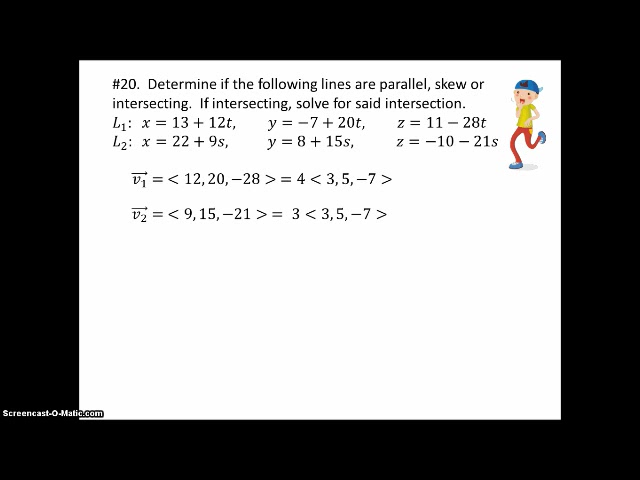 #20. Determine if the following lines are parallel, skew or
intersecting. If intersecting, solve for said intersection.
L₁: x = 13 + 12t, y = −7 + 20t, z = 11 − 28t
L₂: x = 22 + 9s, y = 8 + 15s, z = −10 − 21s
v₁⃗ = < 12, 20, −28 > = 4 < 3, 5, −7 >
v₂⃗ = < 9, 15, −21 > = 3 < 3, 5, −7 >
Screencast-O-Matic.com